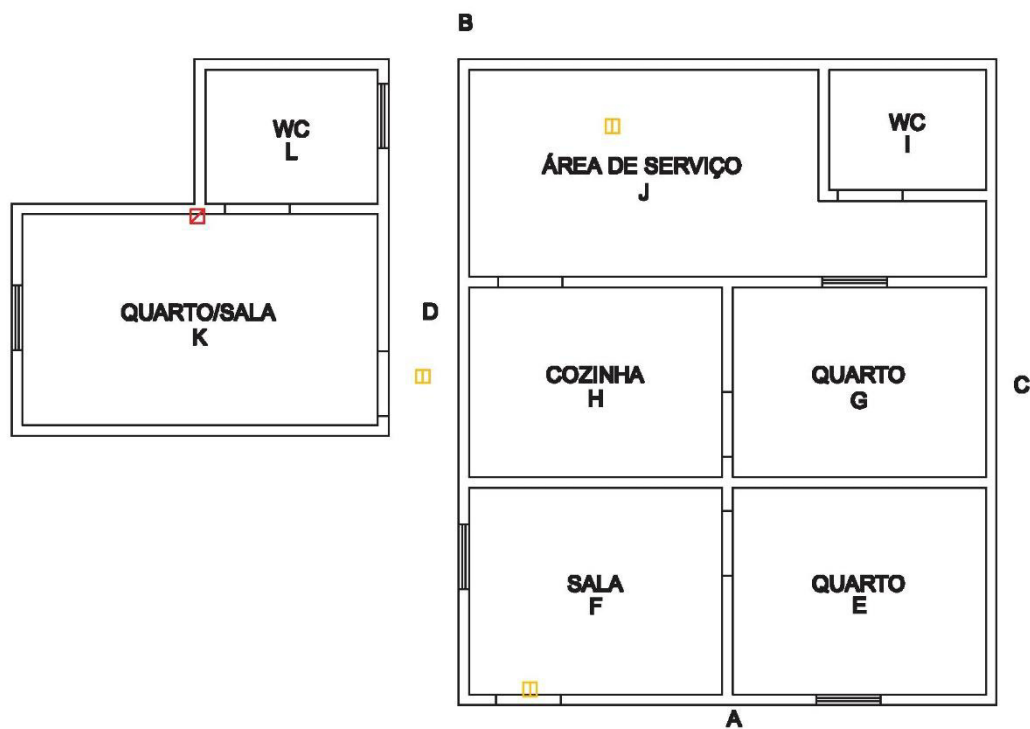 B
WC
L
WC
I
ÁREA DE SERVIÇO
J
QUARTO/SALA
K
D
COZINHA
H
QUARTO
G
C
SALA
F
QUARTO
E
A